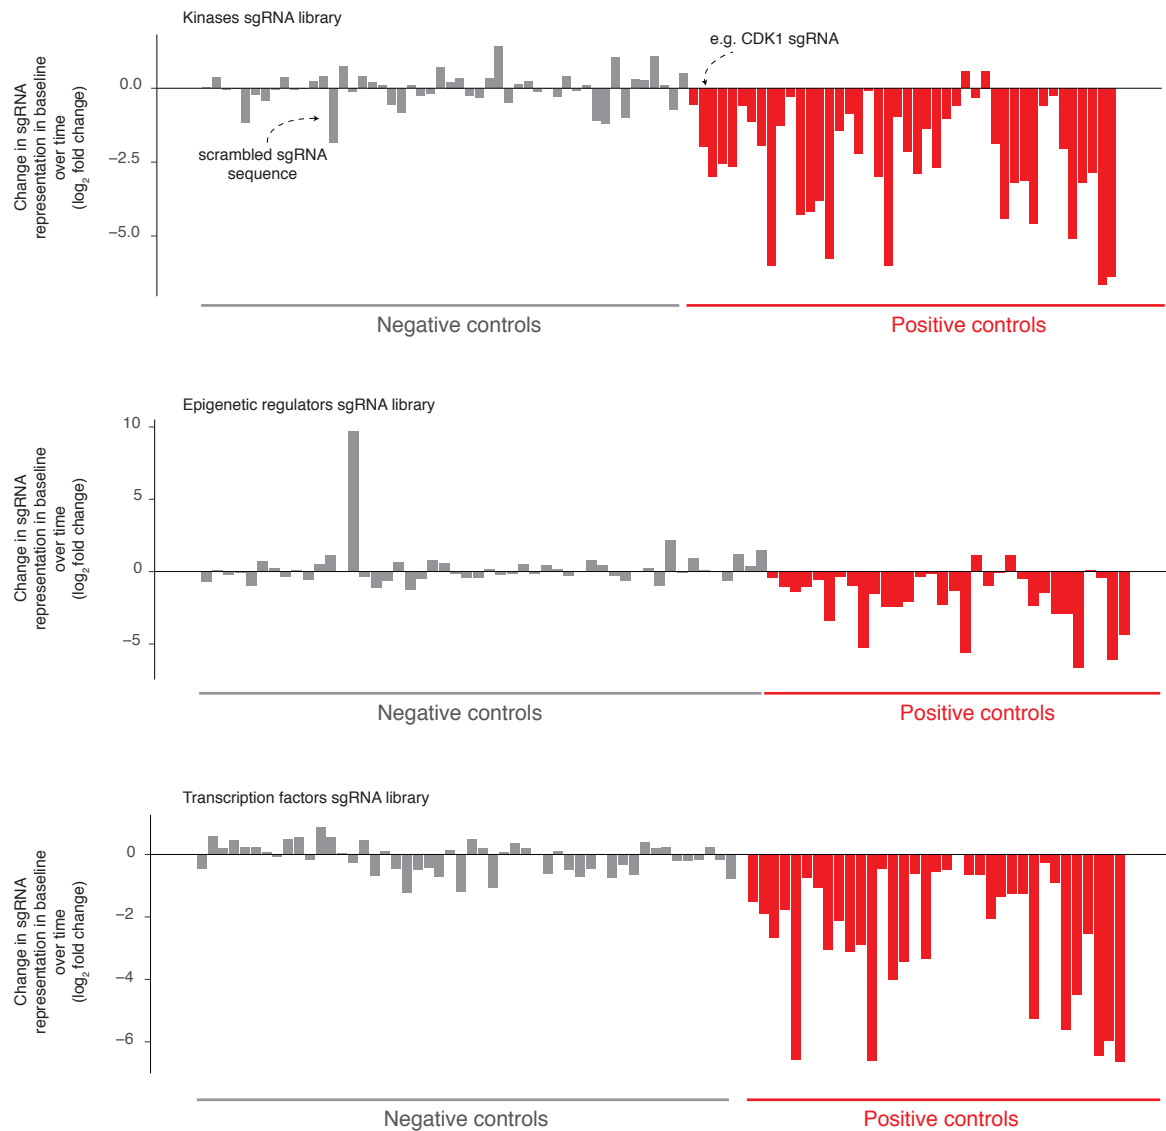 Kinases sgRNA library
e.g. CDK1 sgRNA
0.0
−2.5
−5.0
Change in sgRNA
representation in baseline
over time
(log2 fold change)
scrambled sgRNA
sequence
Negative controls
Positive controls
Epigenetic regulators sgRNA library
10
5
0
−5
Change in sgRNA
representation in baseline
over time
(log2 fold change)
Negative controls
Positive controls
Transcription factors sgRNA library
0
−2
−4
−6
Change in sgRNA
representation in baseline
over time
(log2 fold change)
Negative controls
Positive controls